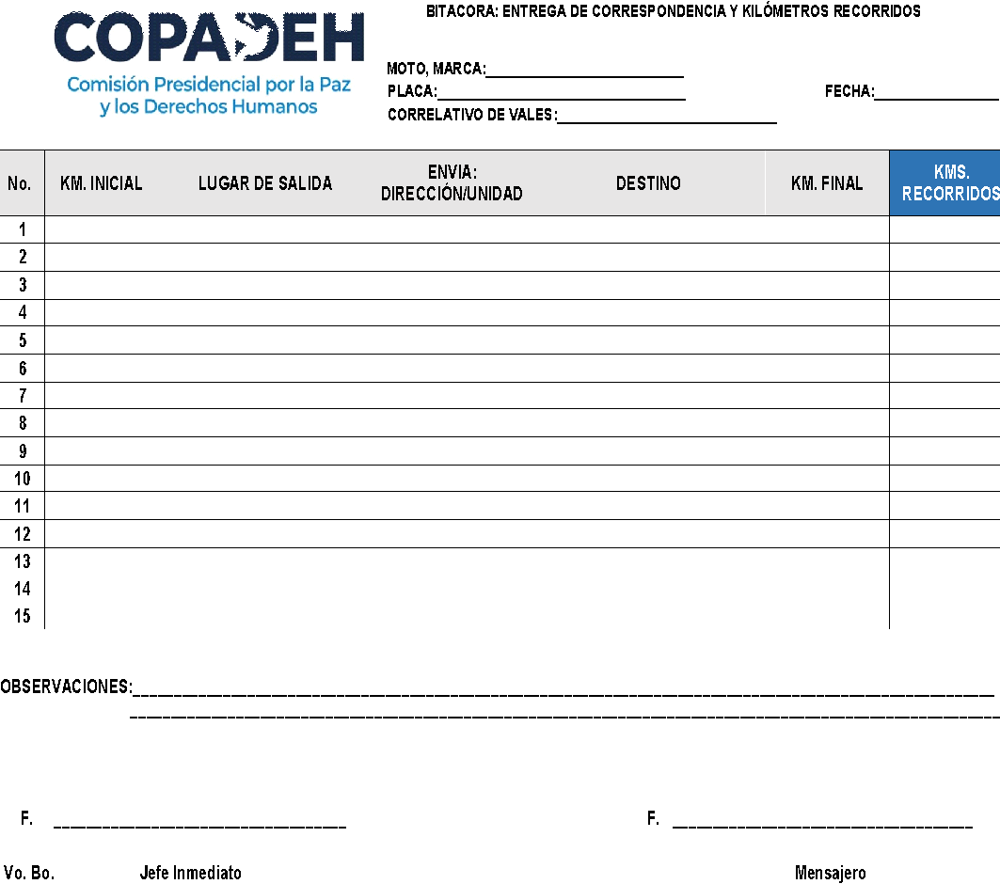 COPADEH
Comisión Presidencial por la Paz
y los Derechos Humanos
BITACORA: ENTREGA DE CORRESPONDENCIA Y KILÓMETROS RECORRIDOS
MOTO, MARCA:
PLACA:
FECHA:
CORRELATIVO DE VALES:
No.
KM. INICIAL
LUGAR DE SALIDA
ENVIA:
DIRECCIÓN/UNIDAD
DESTINO
KM. FINAL
KMS.
RECORRIDOS
1
2
3
4
5
6
7
8
9
10
11
12
13
14
15
OBSERVACIONES:
F.
F.
Vo. Bo.
Jefe Inmediato
Mensajero